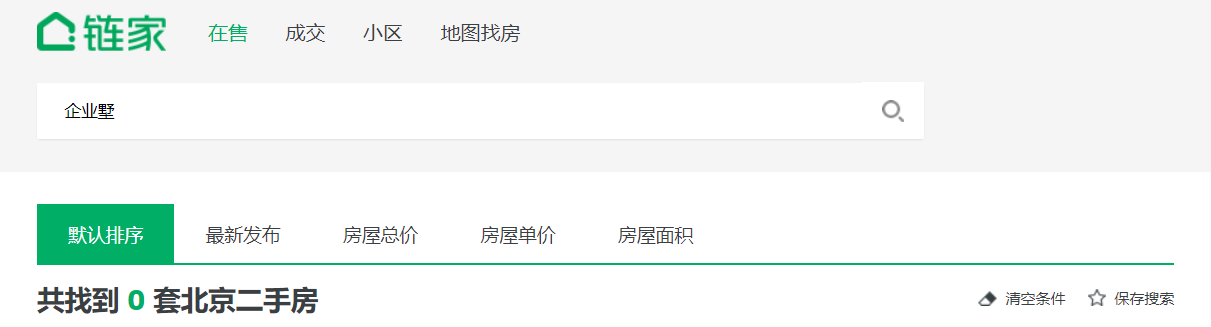 链家 在售 成交 小区 地图找房
企业墅
默认排序 最新发布 房屋总价 房屋单价 房屋面积
共找到 0 套北京二手房 清空条件 保存搜索